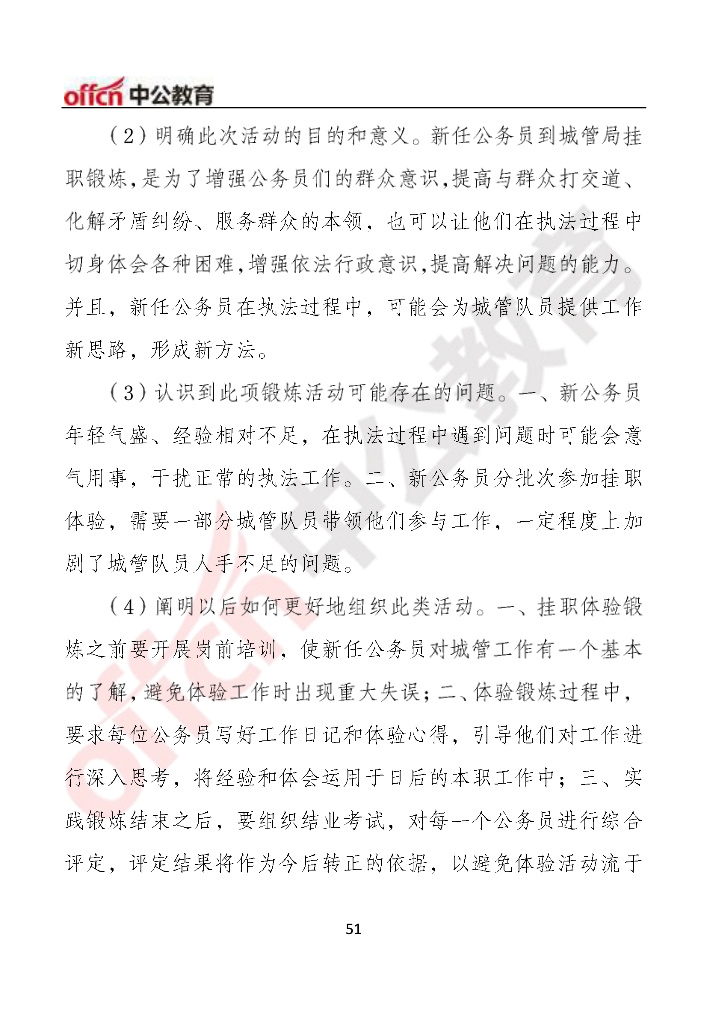 offcn中公教育
（2）明确此次活动的目的和意义。新任公务员到城管局挂
职锻炼，是为了增强公务员们的群众意识，提高与群众打交道、
化解矛盾纠纷、服务群众的本领，也可以让他们在执法过程中
切身体会各种困难，增强依法行政意识，提高解决问题的能力。
并且，新任公务员在执法过程中，可能会为城管队员提供工作
新思路，形成新方法。
（3）认识到此项锻炼活动可能存在的问题。一、新公务员
年轻气盛、经验相对不足，在执法过程中遇到问题时可能会意
气用事，干扰正常的执法工作。二、新公务员分批次参加挂职
体验，需要一部分城管队员带领他们参与工作，一定程度上加
剧了城管队员人手不足的问题。
（4）阐明以后如何更好地组织此类活动。一、挂职体验锻
炼之前要开展岗前培训，使新任公务员对城管工作有一个基本
的了解，避免体验工作时出现重大失误；二、体验锻炼过程中，
要求每位公务员写好工作日记和体验心得，引导他们对工作进
行深入思考，将经验和体会运用于日后的本职工作中；三、实
践锻炼结束之后，要组织结业考试，对每一个公务员进行综合
评定，评定结果将作为今后转正的依据，以避免体验活动流于
51
offcn中公教育